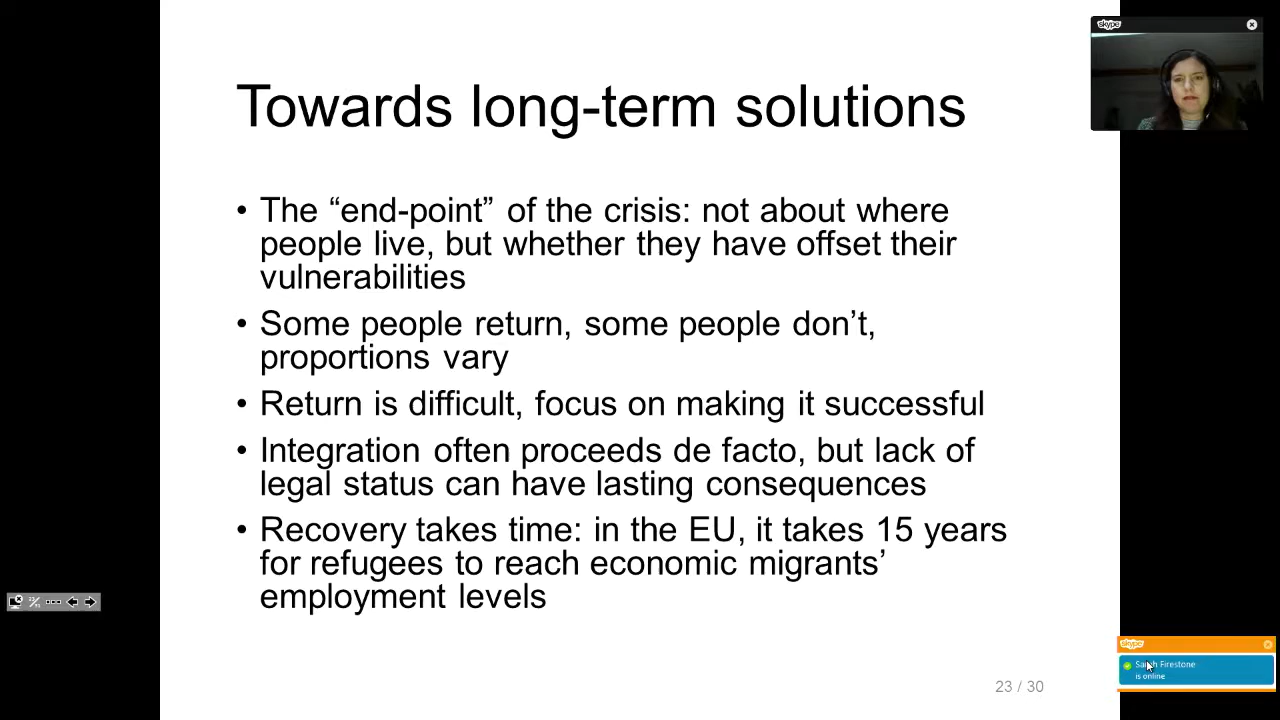 skype
Towards long-term solutions
• The “end-point” of the crisis: not about where
people live, but whether they have offset their
vulnerabilities
• Some people return, some people don’t,
proportions vary
• Return is difficult, focus on making it successful
• Integration often proceeds de facto, but lack of
legal status can have lasting consequences
• Recovery takes time: in the EU, it takes 15 years
for refugees to reach economic migrants’
employment levels
skype
Sarah Firestone
is online
23 / 30